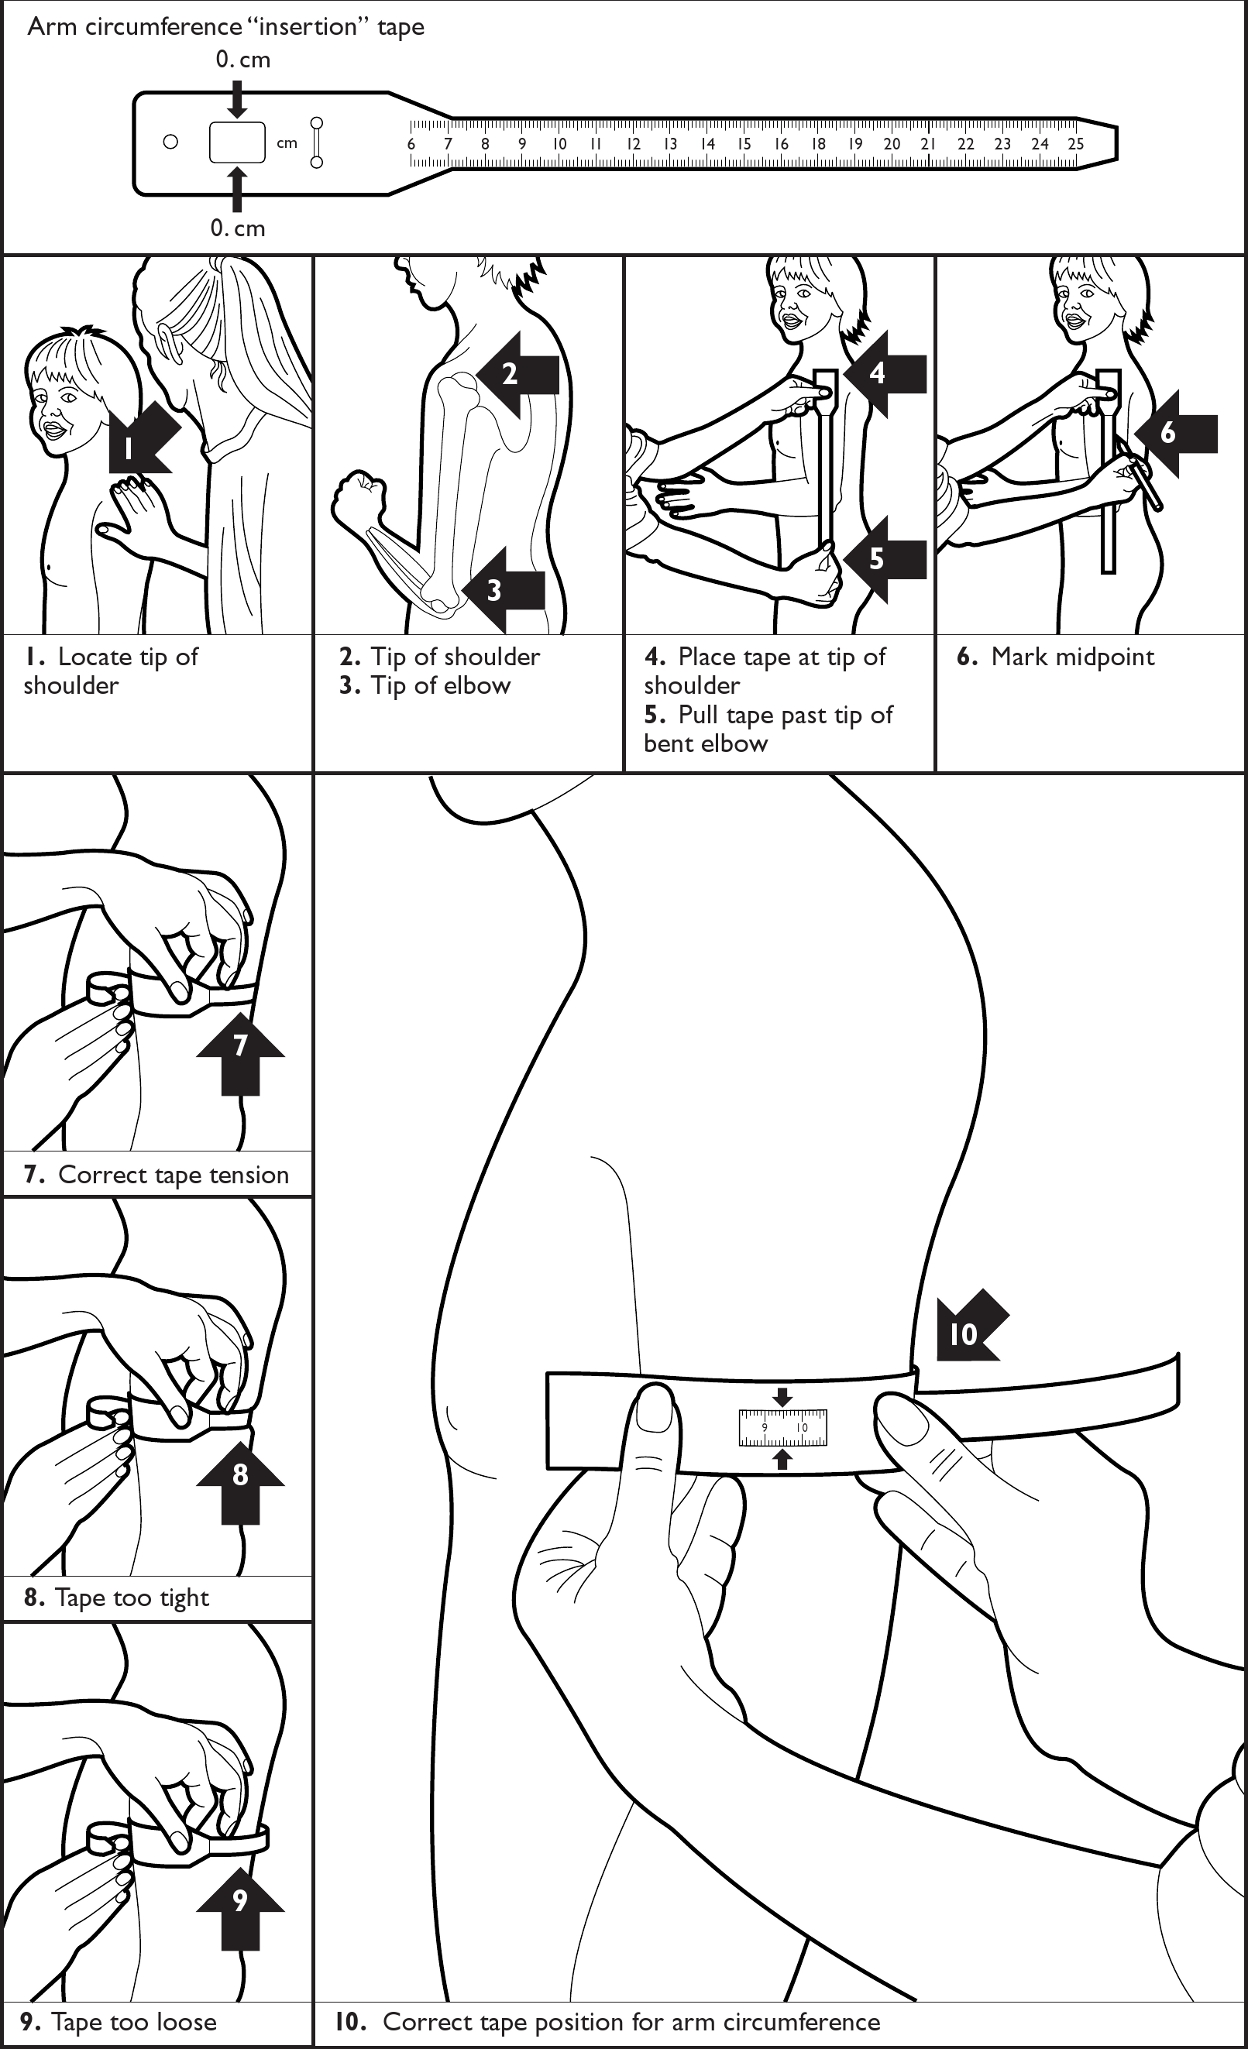 Arm circumference “insertion” tape
0. cm
cm
6 7 8 9 10 11 12 13 14 15 16 17 18 19 20 21 22 23 24 25
0. cm
1
2
3
4
5
6
1. Locate tip of
shoulder
2. Tip of shoulder
3. Tip of elbow
4. Place tape at tip of
shoulder
5. Pull tape past tip of
bent elbow
6. Mark midpoint
7
7. Correct tape tension
8
8. Tape too tight
9
9. Tape too loose
10
9 10
10. Correct tape position for arm circumference